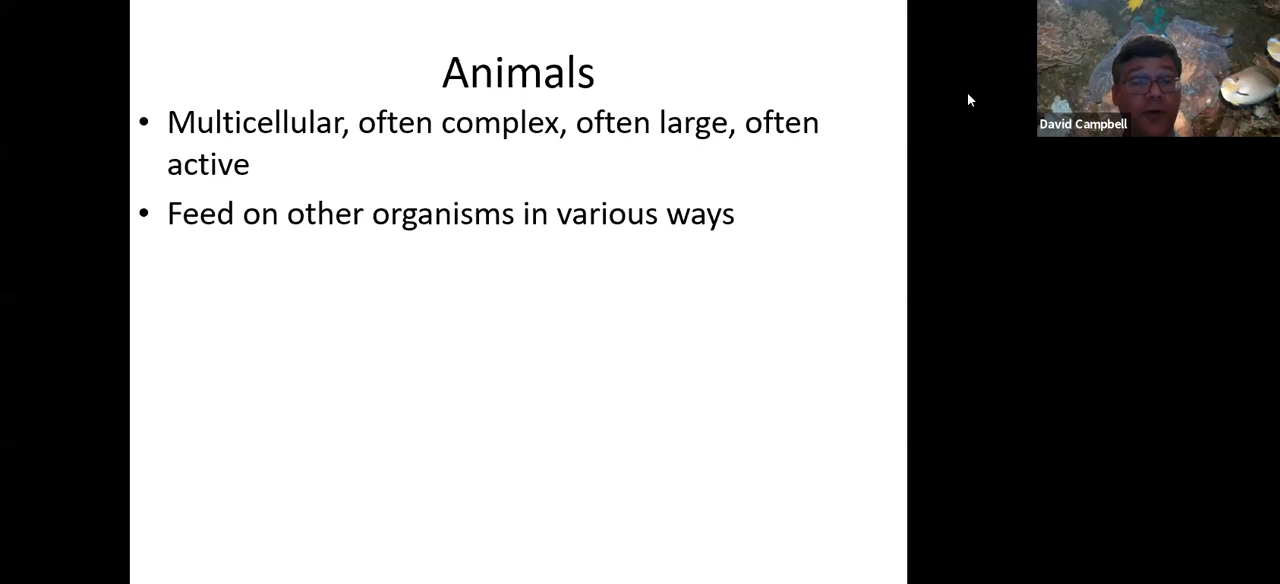 Animals
• Multicellular, often complex, often large, often
active
• Feed on other organisms in various ways
David Campbell